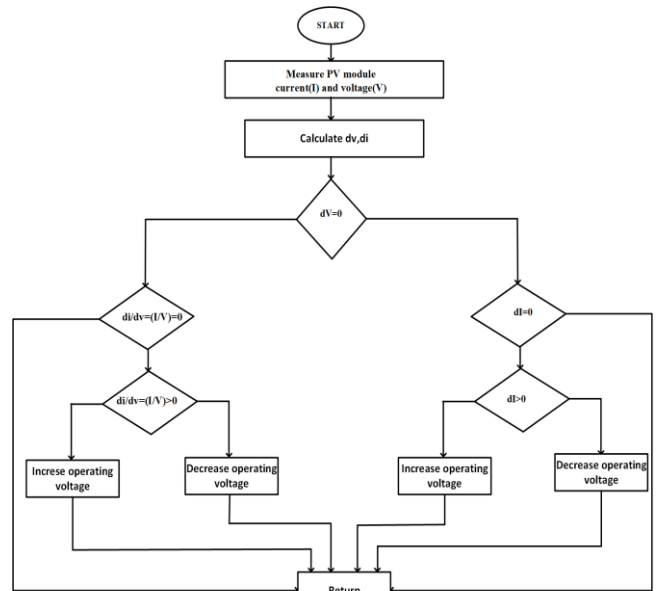 START
Measure PV module
current(I) and voltage(V)
Calculate dv,di
dV=0
di/dv=(I/V)=0
dI=0
di/dv=(I/V)>0
dI>0
Increse operating
voltage
Decrease operating
voltage
Increase operating
voltage
Decrease operating
voltage
Return